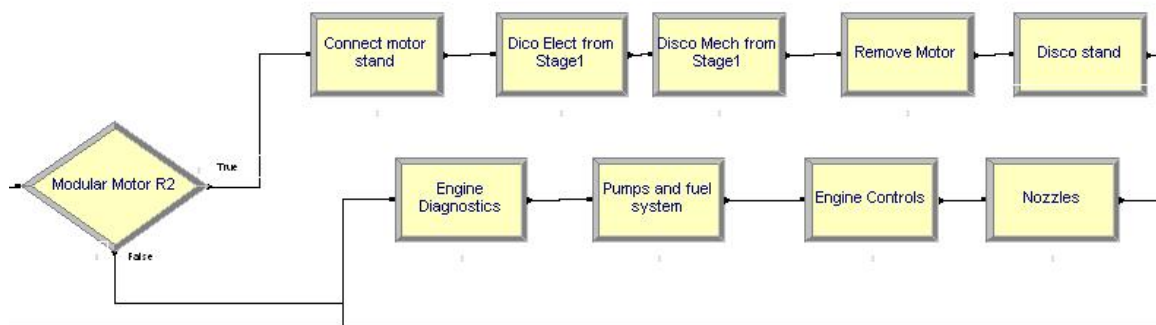 Connect motor
stand
Dico Elect from
Stage1
Disco Mech from
Stage1
Remove Motor
Disco stand
Modular Motor R2
True
False
Engine
Diagnostics
Pumps and fuel
system
Engine Controls
Nozzles